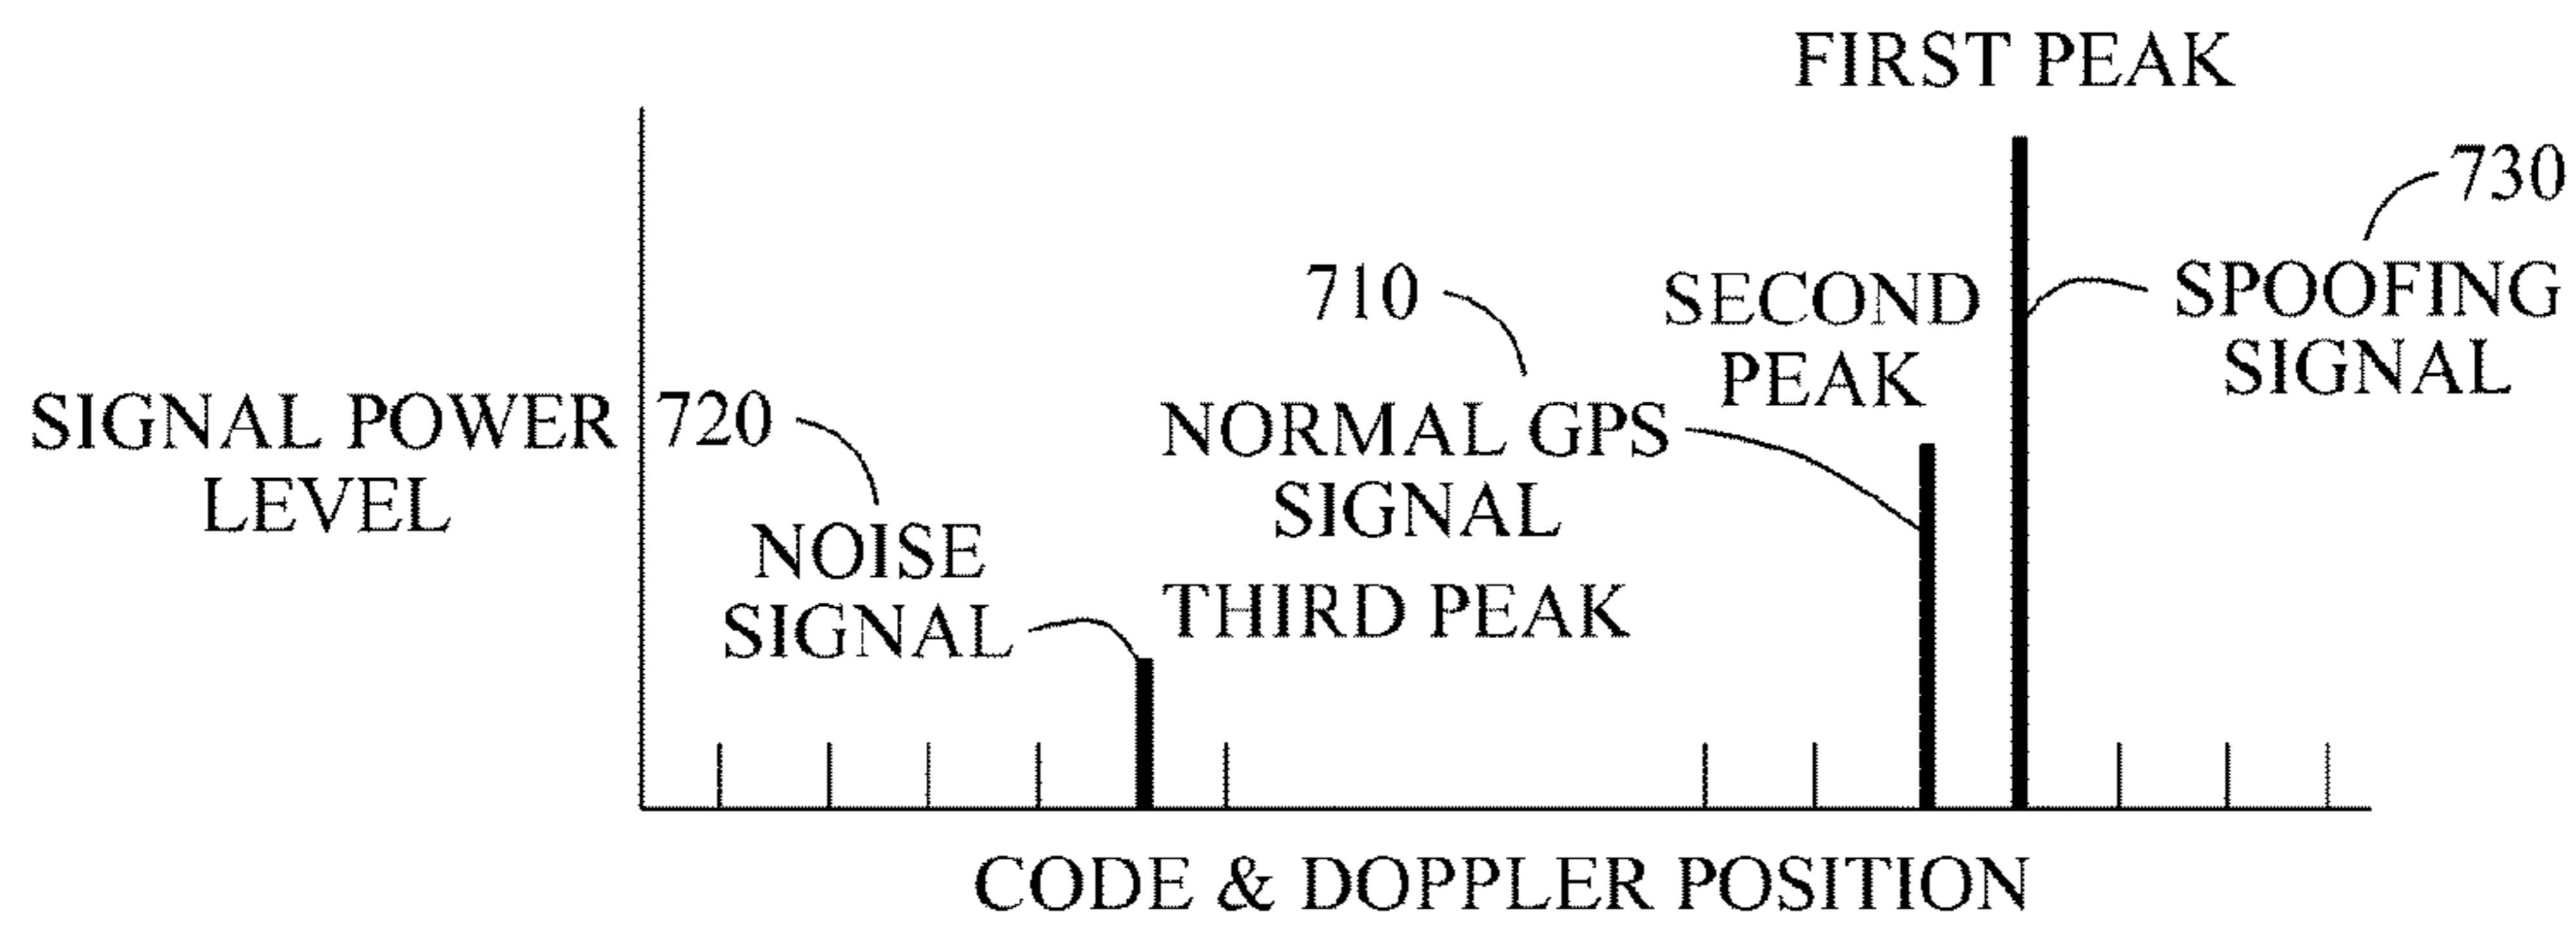 FIRST PEAK
730
SPOOFING
SIGNAL
SECOND
PEAK
710
NORMAL GPS
SIGNAL
THIRD PEAK
720
NOISE
SIGNAL
SIGNAL POWER
LEVEL
CODE & DOPPLER POSITION